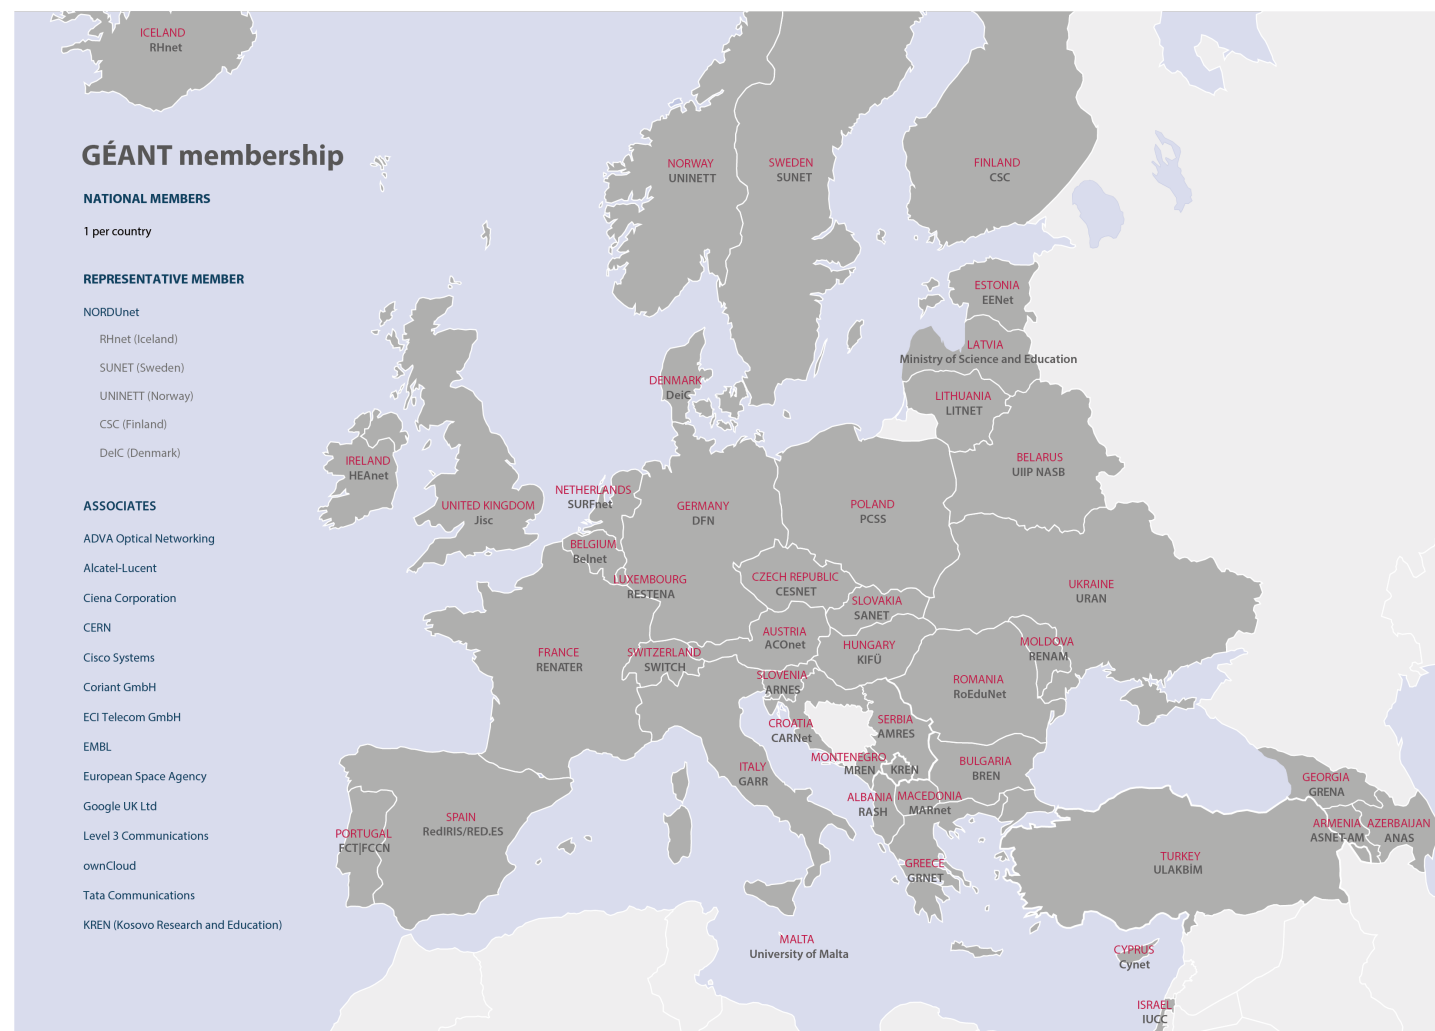 ICELAND
RHnet
GÉANT membership
NATIONAL MEMBERS
1 per country
REPRESENTATIVE MEMBER
NORDUnet
RHnet (Iceland)
SUNET (Sweden)
UNINETT (Norway)
CSC (Finland)
DeIC (Denmark)
ASSOCIATES
ADVA Optical Networking
Alcatel-Lucent
Ciena Corporation
CERN
Cisco Systems
Coriant GmbH
ECI Telecom GmbH
EMBL
European Space Agency
Google UK Ltd
Level 3 Communications
ownCloud
Tata Communications
KREN (Kosovo Research and Education)
NORWAY
UNINETT
SWEDEN
SUNET
FINLAND
CSC
ESTONIA
EENet
LATVIA
Ministry of Science and Education
DENMARK
DeiC
LITHUANIA
LITNET
BELARUS
UIIP NASB
IRELAND
HEAnet
UNITED KINGDOM
Jisc
NETHERLANDS
SURFnet
GERMANY
DFN
POLAND
PCSS
BELGIUM
Belnet
LUXEMBOURG
RESTENA
CZECH REPUBLIC
CESNET
SLOVAKIA
SANET
UKRAINE
URAN
AUSTRIA
ACOnet
HUNGARY
KIFÜ
MOLDOVA
RENAM
FRANCE
RENATER
SWITZERLAND
SWITCH
SLOVENIA
ARNES
ROMANIA
RoEduNet
CROATIA
CARNet
SERBIA
AMRES
MONTENEGRO
MREN
KREN
BULGARIA
BREN
ITALY
GARR
ALBANIA
RASH
MACEDONIA
MARnet
GEORGIA
GRENA
SPAIN
RedIRIS/RED.ES
PORTUGAL
FCT|FCCN
ARMENIA
ASNET-AM
AZERBAIJAN
ANAS
GREECE
GRNET
TURKEY
ULAKBİM
MALTA
University of Malta
CYPRUS
Cynet
ISRAEL
IUCC